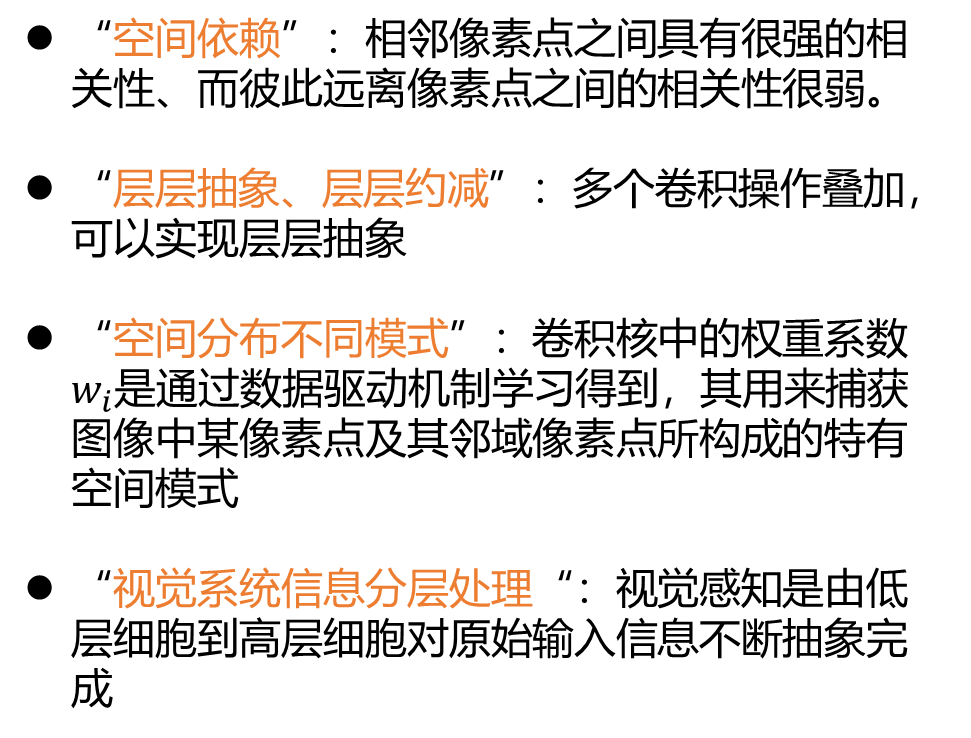 ● “空间依赖”：相邻像素点之间具有很强的相
关性、而彼此远离像素点之间的相关性很弱。
● “层层抽象、层层约减”：多个卷积操作叠加，
可以实现层层抽象
● “空间分布不同模式”：卷积核中的权重系数
wᵢ是通过数据驱动机制学习得到，其用来捕获
图像中某像素点及其邻域像素点所构成的特有
空间模式
● “视觉系统信息分层处理“：视觉感知是由低
层细胞到高层细胞对原始输入信息不断抽象完
成